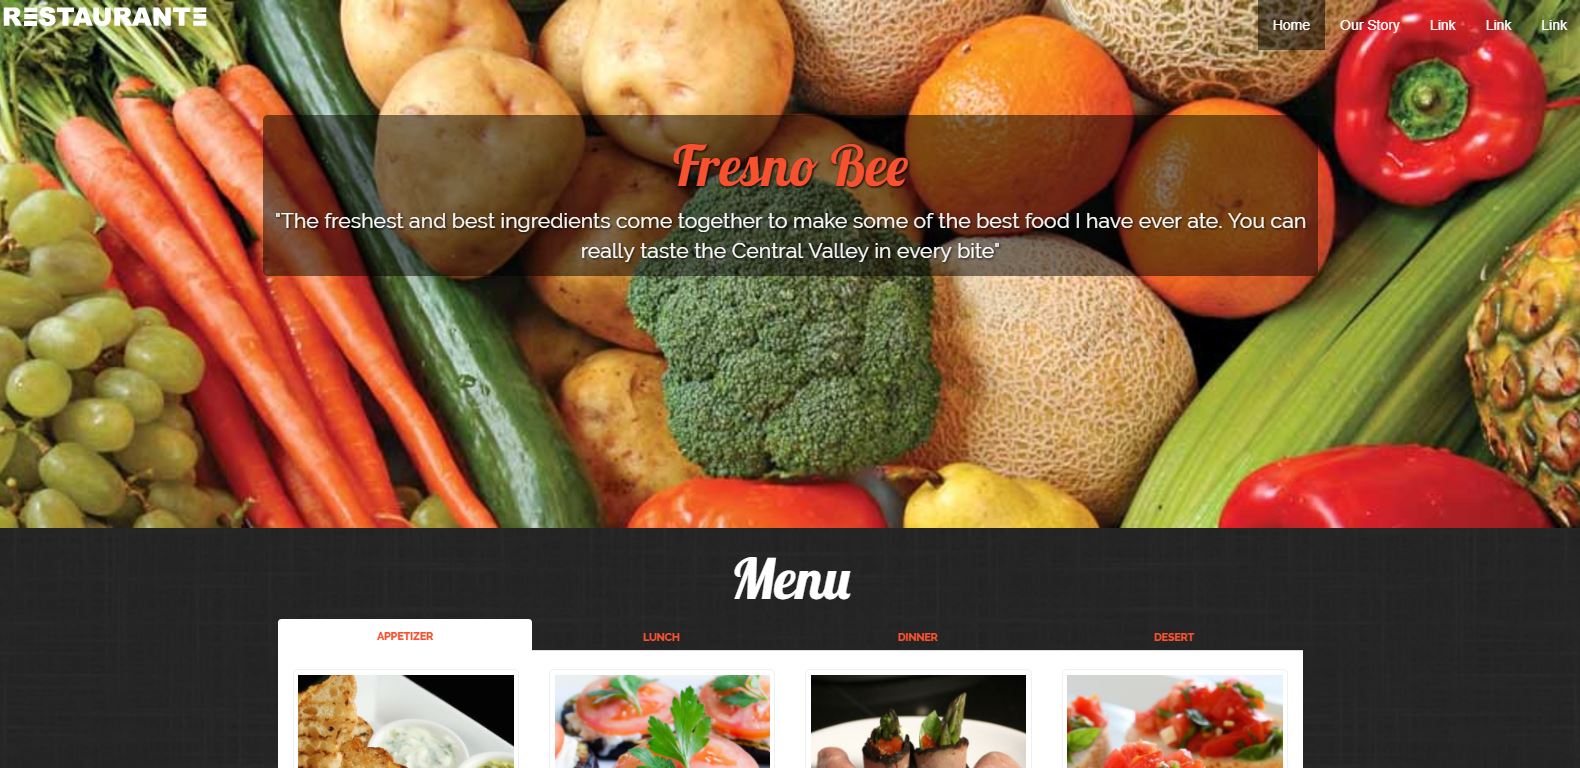 RESTAURANTE
Home Our Story Link Link Link
Fresno Bee
"The freshest and best ingredients come together to make some of the best food I have ever ate. You can
really taste the Central Valley in every bite"
Menu
APPETIZER LUNCH DINNER DESERT